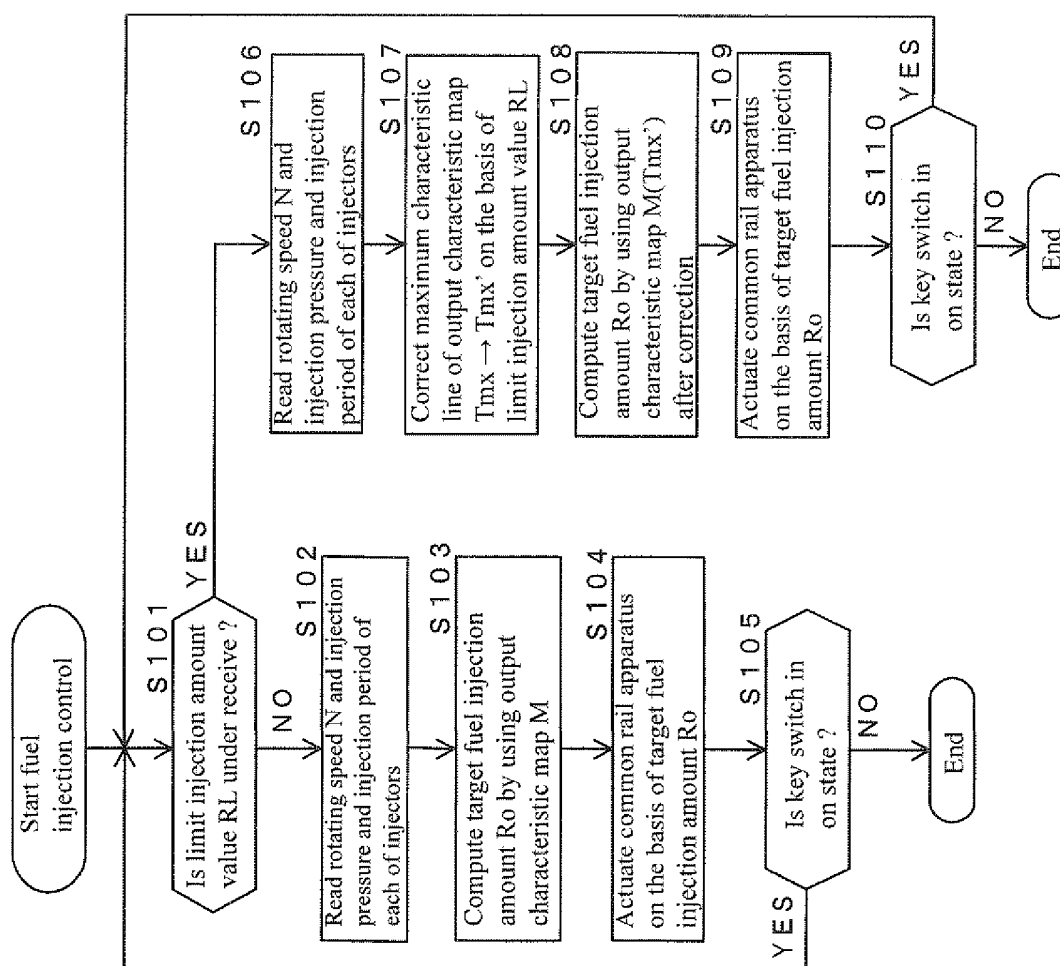 Start fuel
injection control
S101
Is limit injection amount
value RL under receive ?
YES
NO
S102
Read rotating speed N and injection
pressure and injection period of
each of injectors
S103
Compute target fuel injection
amount Ro by using output
characteristic map M
S104
Actuate common rail apparatus
on the basis of target fuel
injection amount Ro
S105
Is key switch in
on state ?
YES
NO
End
S106
Read rotating speed N and
injection pressure and injection
period of each of injectors
S107
Correct maximum characteristic
line of output characteristic map
Tmx → Tmx' on the basis of
limit injection amount value RL
S108
Compute target fuel injection
amount Ro by using output
characteristic map M(Tmx')
after correction
S109
Actuate common rail apparatus
on the basis of target fuel injection
amount Ro
S110
Is key switch in
on state ?
YES
NO
End